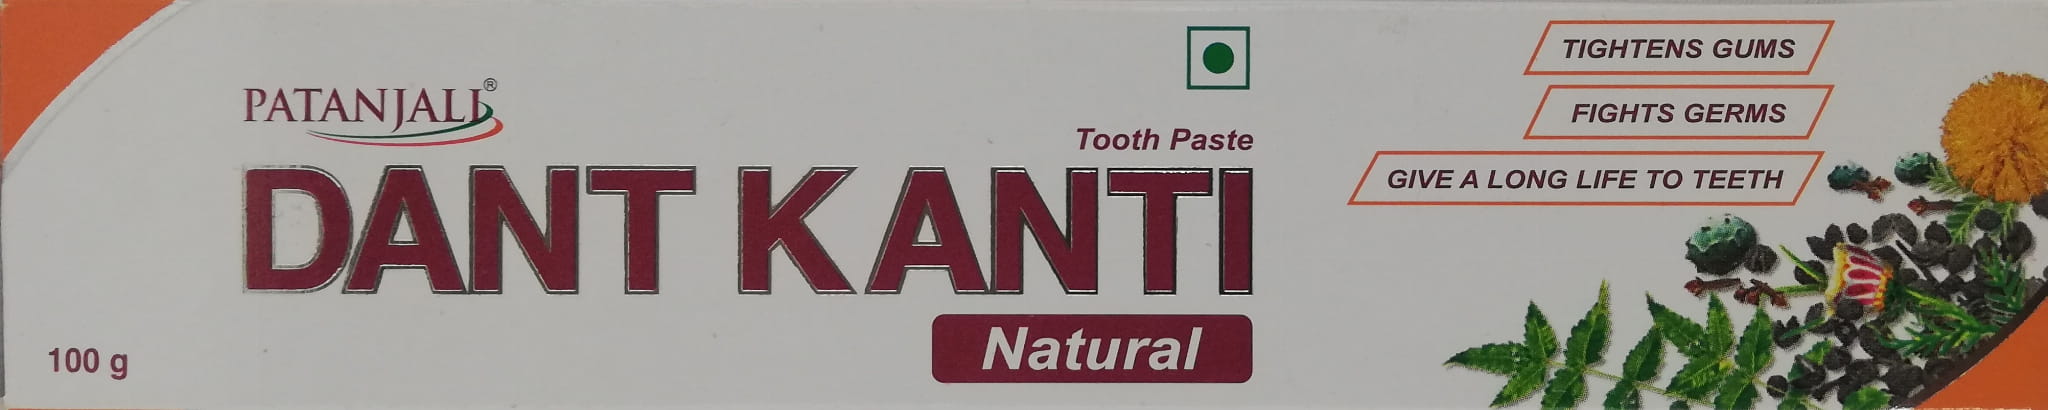 PATANJALI®
Tooth Paste
DANT KANTI
Natural
100 g
TIGHTENS GUMS
FIGHTS GERMS
GIVE A LONG LIFE TO TEETH